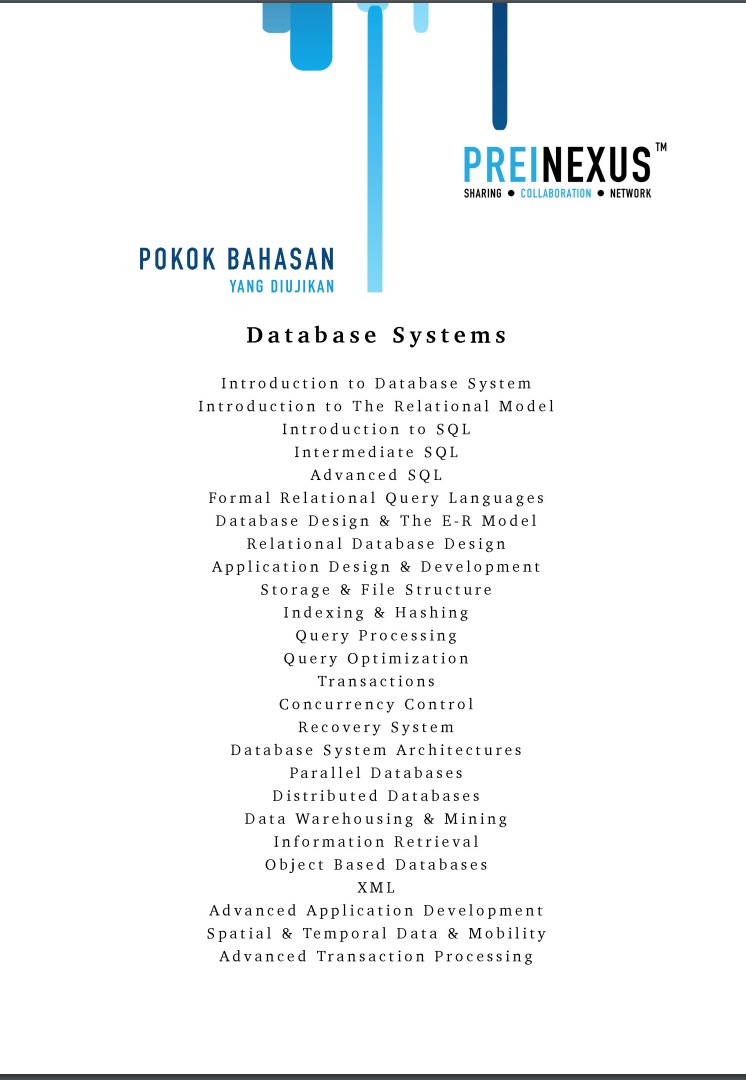 PREINNEXUS™
SHARING ● COLLABORATION ● NETWORK
POKOK BAHASAN
YANG DIUJIKAN
Database Systems
Introduction to Database System
Introduction to The Relational Model
Introduction to SQL
Intermediate SQL
Advanced SQL
Formal Relational Query Languages
Database Design & The E-R Model
Relational Database Design
Application Design & Development
Storage & File Structure
Indexing & Hashing
Query Processing
Query Optimization
Transactions
Concurrency Control
Recovery System
Database System Architectures
Parallel Databases
Distributed Databases
Data Warehousing & Mining
Information Retrieval
Object Based Databases
XML
Advanced Application Development
Spatial & Temporal Data & Mobility
Advanced Transaction Processing